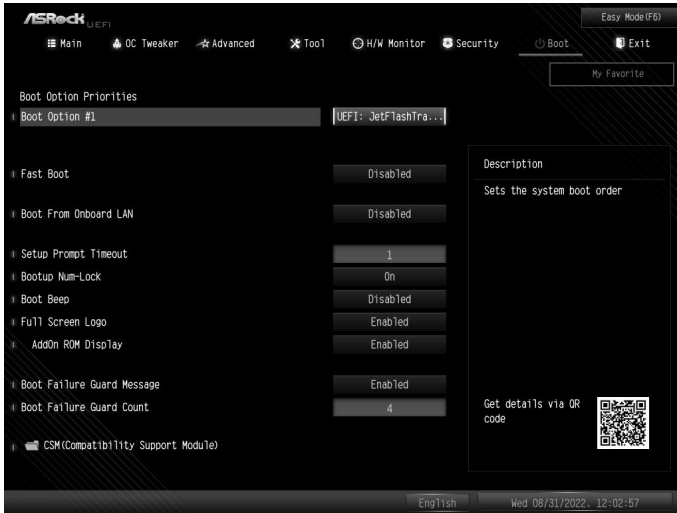 ASRock UEFI
Easy Mode(F6)
Main
OC Tweaker
Advanced
Tool
H/W Monitor
Security
Boot
Exit
My Favorite
Boot Option Priorities
Boot Option #1 UEFI: JetFlashTra...
Fast Boot Disabled
Boot From Onboard LAN Disabled
Setup Prompt Timeout 1
Bootup Num-Lock On
Boot Beep Disabled
Full Screen Logo Enabled
AddOn ROM Display Enabled
Boot Failure Guard Message Enabled
Boot Failure Guard Count 4
CSM(Compatibility Support Module)
Description
Sets the system boot order
Get details via QR
code
English
Wed 08/31/2022, 12:02:57